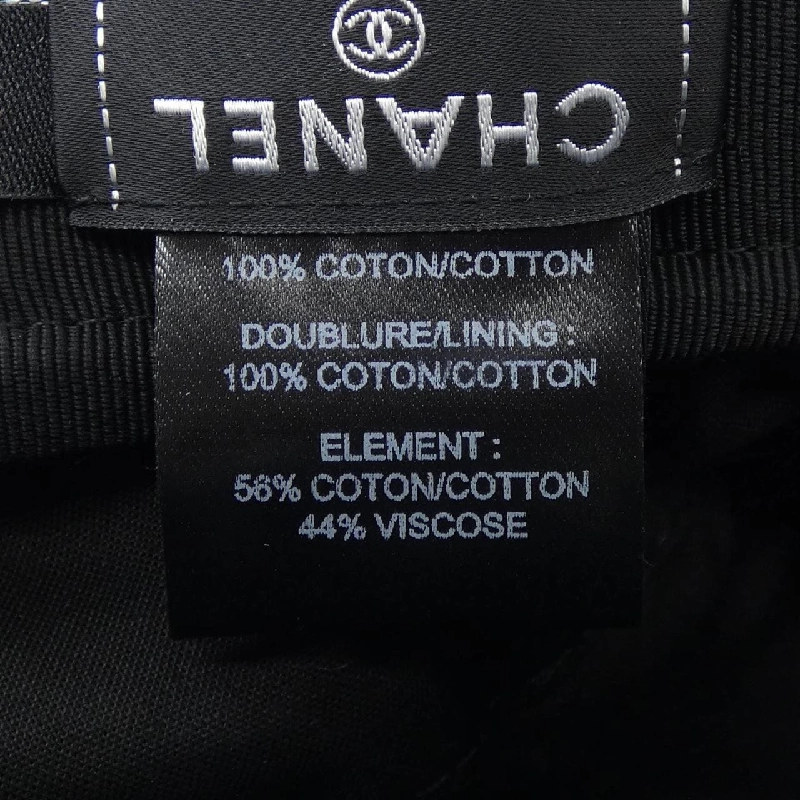 CHANEL
100% COTON/COTTON
DOUBLURE/LINING :
100% COTON/COTTON
ELEMENT :
56% COTON/COTTON
44% VISCOSE